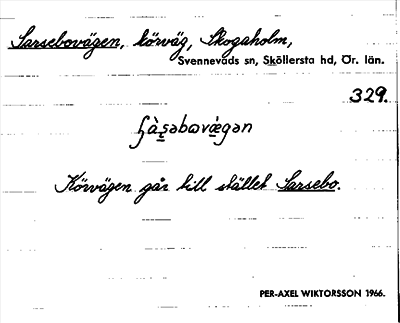 Sarsebovägen, körväg, Skogaholm,
Svennevads sn, Sköllersta hd, Ör. län.
329.
Körvägen går till stället Sarsebo.
PER-AXEL WIKTORSSON 1966.